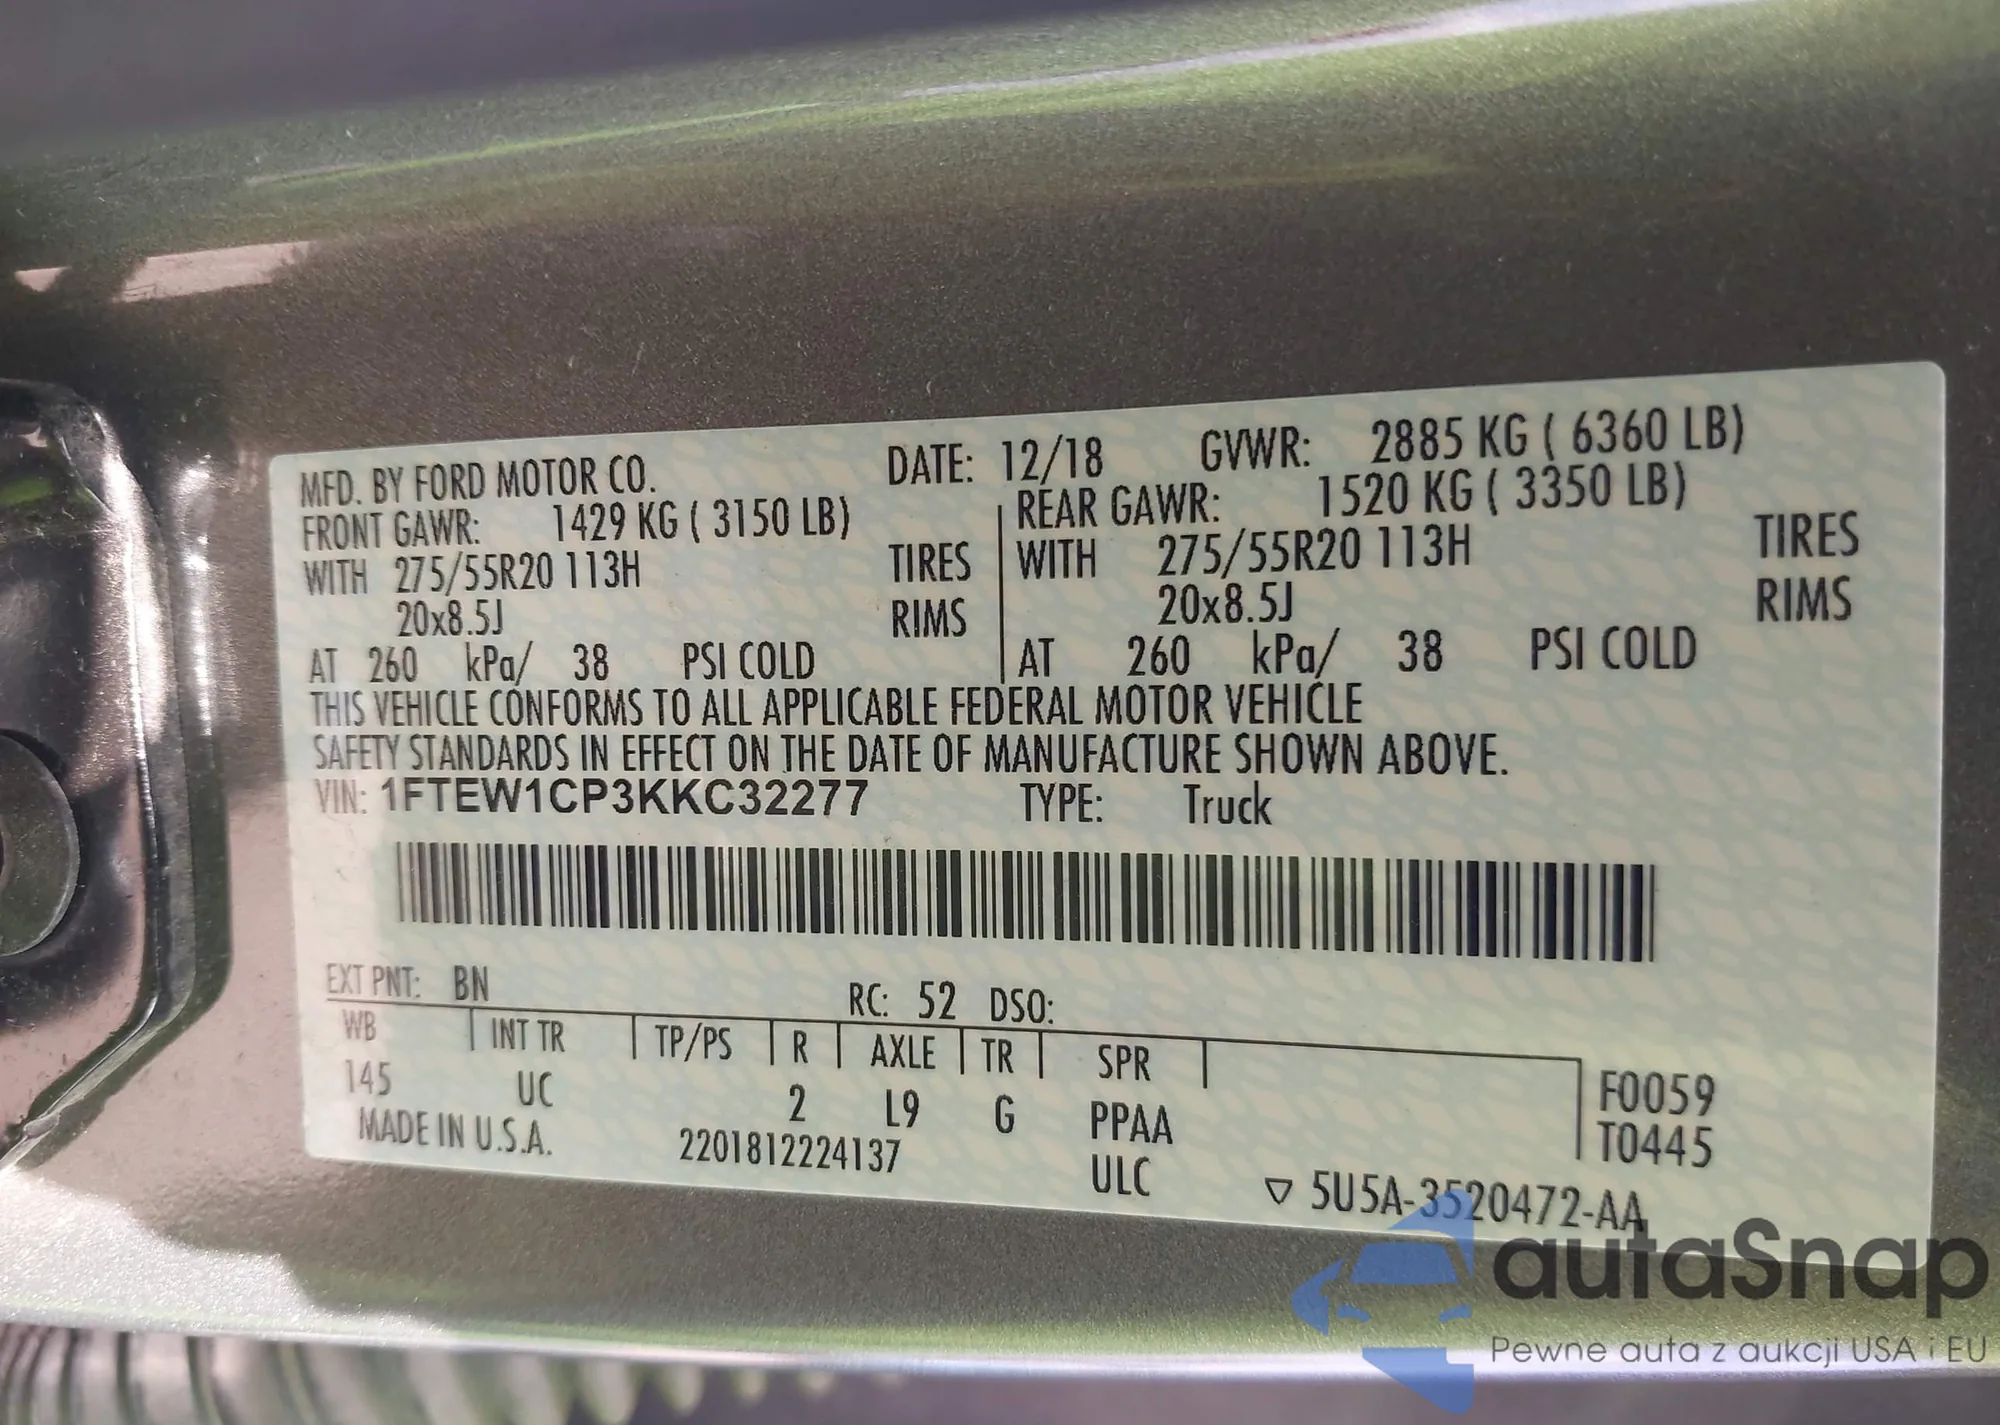 MFD. BY FORD MOTOR CO. DATE: 12/18 GVWR: 2885 KG ( 6360 LB)
FRONT GAWR: 1429 KG ( 3150 LB) REAR GAWR: 1520 KG ( 3350 LB)
WITH 275/55R20 113H TIRES WITH 275/55R20 113H TIRES
20x8.5J RIMS 20x8.5J RIMS
AT 260 kPa/ 38 PSI COLD AT 260 kPa/ 38 PSI COLD
THIS VEHICLE CONFORMS TO ALL APPLICABLE FEDERAL MOTOR VEHICLE
SAFETY STANDARDS IN EFFECT ON THE DATE OF MANUFACTURE SHOWN ABOVE.
VIN: 1FTEW1CP3KKC32277 TYPE: Truck
EXT PNT: BN RC: 52 DSO:
WB INT TR TP/PS R AXLE TR SPR F0059
145 UC 2 L9 G PPAA T0445
MADE IN U.S.A. 2201812224137 ULC ▽ 5U5A-3520472-AA
autaSnap
Pewne auta z aukcji USA i EU